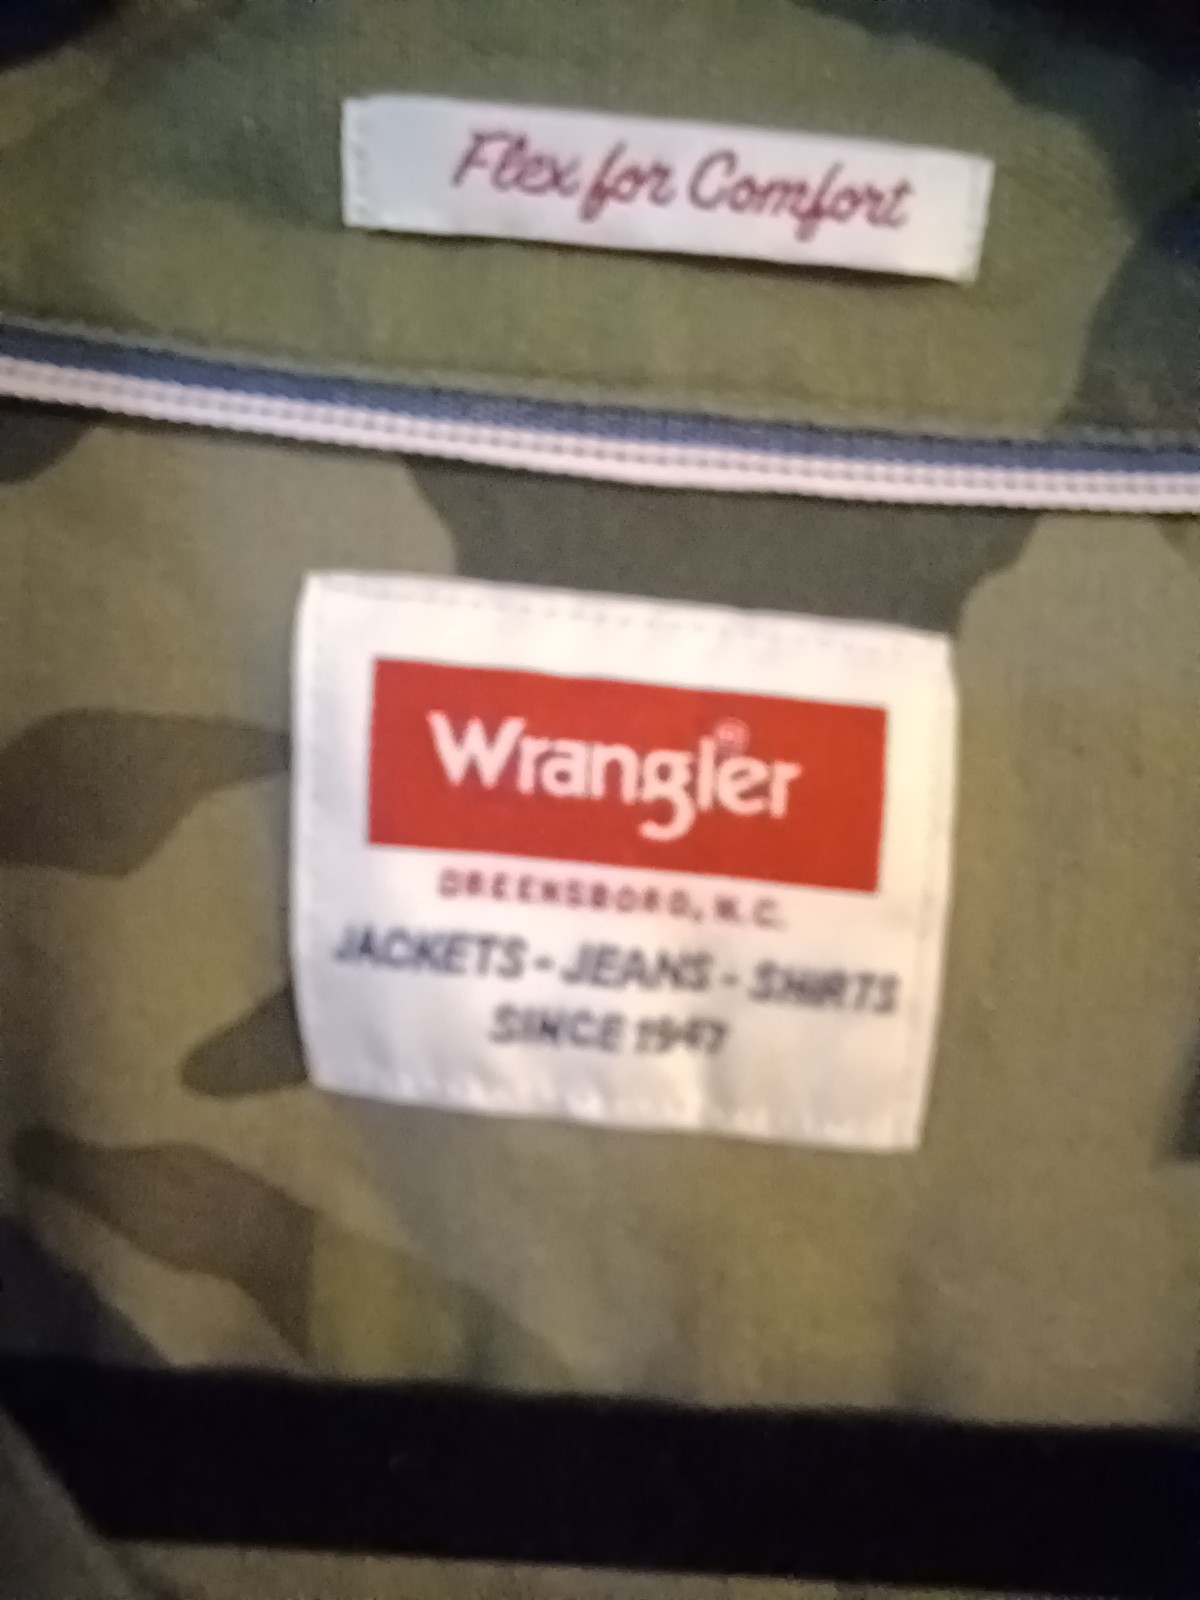 Flex for Comfort
Wrangler®
GREENSBORO, N.C.
JACKETS - JEANS - SHIRTS
SINCE 1947